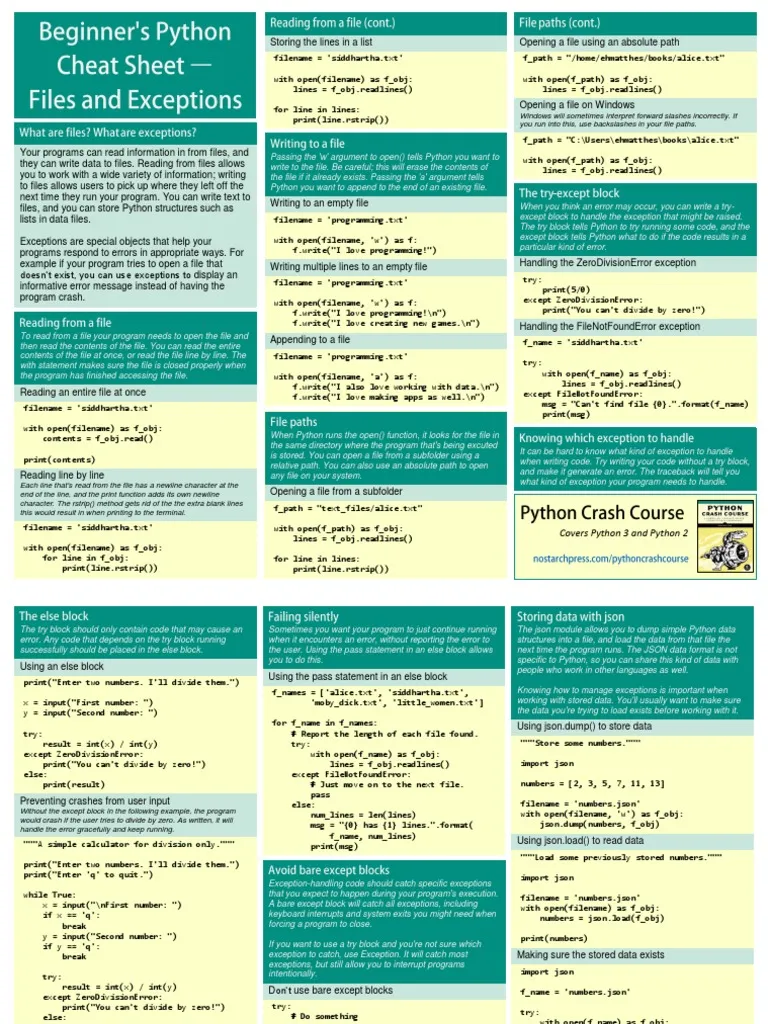 Beginner's Python
Cheat Sheet —
Files and Exceptions
What are files? What are exceptions?
Your programs can read information in from files, and
they can write data to files. Reading from files allows
you to work with a wide variety of information; writing
to files allows users to pick up where they left off the
next time they run your program. You can write text to
files, and you can store Python structures such as
lists in data files.
Exceptions are special objects that help your
programs respond to errors in appropriate ways. For
example if your program tries to open a file that
doesn't exist, you can use exceptions to display an
informative error message instead of having the
program crash.
Reading from a file
To read from a file your program needs to open the file and
then read the contents of the file. You can read the entire
contents of the file at once, or read the file line by line. The
with statement makes sure the file is closed properly when
the program has finished accessing the file.
Reading an entire file at once
filename = 'siddhartha.txt'
with open(filename) as f_obj:
contents = f_obj.read()
print(contents)
Reading line by line
Each line that's read from the file has a newline character at the
end of the line, and the print function adds its own newline
character. The rstrip() method gets rid of the the extra blank lines
this would result in when printing to the terminal.
filename = 'siddhartha.txt'
with open(filename) as f_obj:
for line in f_obj:
print(line.rstrip())
Reading from a file (cont.)
Storing the lines in a list
filename = 'siddhartha.txt'
with open(filename) as f_obj:
lines = f_obj.readlines()
for line in lines:
print(line.rstrip())
Writing to a file
Passing the 'w' argument to open() tells Python you want to
write to the file. Be careful; this will erase the contents of
the file if it already exists. Passing the 'a' argument tells
Python you want to append to the end of an existing file.
Writing to an empty file
filename = 'programming.txt'
with open(filename, 'w') as f:
f.write("I love programming!")
Writing multiple lines to an empty file
filename = 'programming.txt'
with open(filename, 'w') as f:
f.write("I love programming!\n")
f.write("I love creating new games.\n")
Appending to a file
filename = 'programming.txt'
with open(filename, 'a') as f:
f.write("I also love working with data.\n")
f.write("I love making apps as well.\n")
File paths
When Python runs the open() function, it looks for the file in
the same directory where the program that's being excuted
is stored. You can open a file from a subfolder using a
relative path. You can also use an absolute path to open
any file on your system.
Opening a file from a subfolder
f_path = "text_files/alice.txt"
with open(f_path) as f_obj:
lines = f_obj.readlines()
for line in lines:
print(line.rstrip())
File paths (cont.)
Opening a file using an absolute path
f_path = "/home/ehmatthes/books/alice.txt"
with open(f_path) as f_obj:
lines = f_obj.readlines()
Opening a file on Windows
Windows will sometimes interpret forward slashes incorrectly. If
you run into this, use backslashes in your file paths.
f_path = "C:\Users\ehmatthes\books\alice.txt"
with open(f_path) as f_obj:
lines = f_obj.readlines()
The try-except block
When you think an error may occur, you can write a try-
except block to handle the exception that might be raised.
The try block tells Python to try running some code, and the
except block tells Python what to do if the code results in a
particular kind of error.
Handling the ZeroDivisionError exception
try:
print(5/0)
except ZeroDivisionError:
print("You can't divide by zero!")
Handling the FileNotFoundError exception
f_name = 'siddhartha.txt'
try:
with open(f_name) as f_obj:
lines = f_obj.readlines()
except FileNotFoundError:
msg = "Can't find file {0}.".format(f_name)
print(msg)
Knowing which exception to handle
It can be hard to know what kind of exception to handle
when writing code. Try writing your code without a try block,
and make it generate an error. The traceback will tell you
what kind of exception your program needs to handle.
Python Crash Course
Covers Python 3 and Python 2
nostarchpress.com/pythoncrashcourse
PYTHON
CRASH COURSE
The else block
The try block should only contain code that may cause an
error. Any code that depends on the try block running
successfully should be placed in the else block.
Using an else block
print("Enter two numbers. I'll divide them.")
x = input("First number: ")
y = input("Second number: ")
try:
result = int(x) / int(y)
except ZeroDivisionError:
print("You can't divide by zero!")
else:
print(result)
Preventing crashes from user input
Without the except block in the following example, the program
would crash if the user tries to divide by zero. As written, it will
handle the error gracefully and keep running.
"""A simple calculator for division only."""
print("Enter two numbers. I'll divide them.")
print("Enter 'q' to quit.")
while True:
x = input("\nFirst number: ")
if x == 'q':
break
y = input("Second number: ")
if y == 'q':
break
try:
result = int(x) / int(y)
except ZeroDivisionError:
print("You can't divide by zero!")
else:
Failing silently
Sometimes you want your program to just continue running
when it encounters an error, without reporting the error to
the user. Using the pass statement in an else block allows
you to do this.
Using the pass statement in an else block
f_names = ['alice.txt', 'siddhartha.txt',
'moby_dick.txt', 'little_women.txt']
for f_name in f_names:
# Report the length of each file found.
try:
with open(f_name) as f_obj:
lines = f_obj.readlines()
except FileNotFoundError:
# Just move on to the next file.
pass
else:
num_lines = len(lines)
msg = "{0} has {1} lines.".format(
f_name, num_lines)
print(msg)
Avoid bare except blocks
Exception-handling code should catch specific exceptions
that you expect to happen during your program's execution.
A bare except block will catch all exceptions, including
keyboard interrupts and system exits you might need when
forcing a program to close.
If you want to use a try block and you're not sure which
exception to catch, use Exception. It will catch most
exceptions, but still allow you to interrupt programs
intentionally.
Don't use bare except blocks
try:
# Do something
Storing data with json
The json module allows you to dump simple Python data
structures into a file, and load the data from that file the
next time the program runs. The JSON data format is not
specific to Python, so you can share this kind of data with
people who work in other languages as well.
Knowing how to manage exceptions is important when
working with stored data. You'll usually want to make sure
the data you're trying to load exists before working with it.
Using json.dump() to store data
"""Store some numbers."""
import json
numbers = [2, 3, 5, 7, 11, 13]
filename = 'numbers.json'
with open(filename, 'w') as f_obj:
json.dump(numbers, f_obj)
Using json.load() to read data
"""Load some previously stored numbers."""
import json
filename = 'numbers.json'
with open(filename) as f_obj:
numbers = json.load(f_obj)
print(numbers)
Making sure the stored data exists
import json
f_name = 'numbers.json'
try:
with open(f_name) as f_obj: